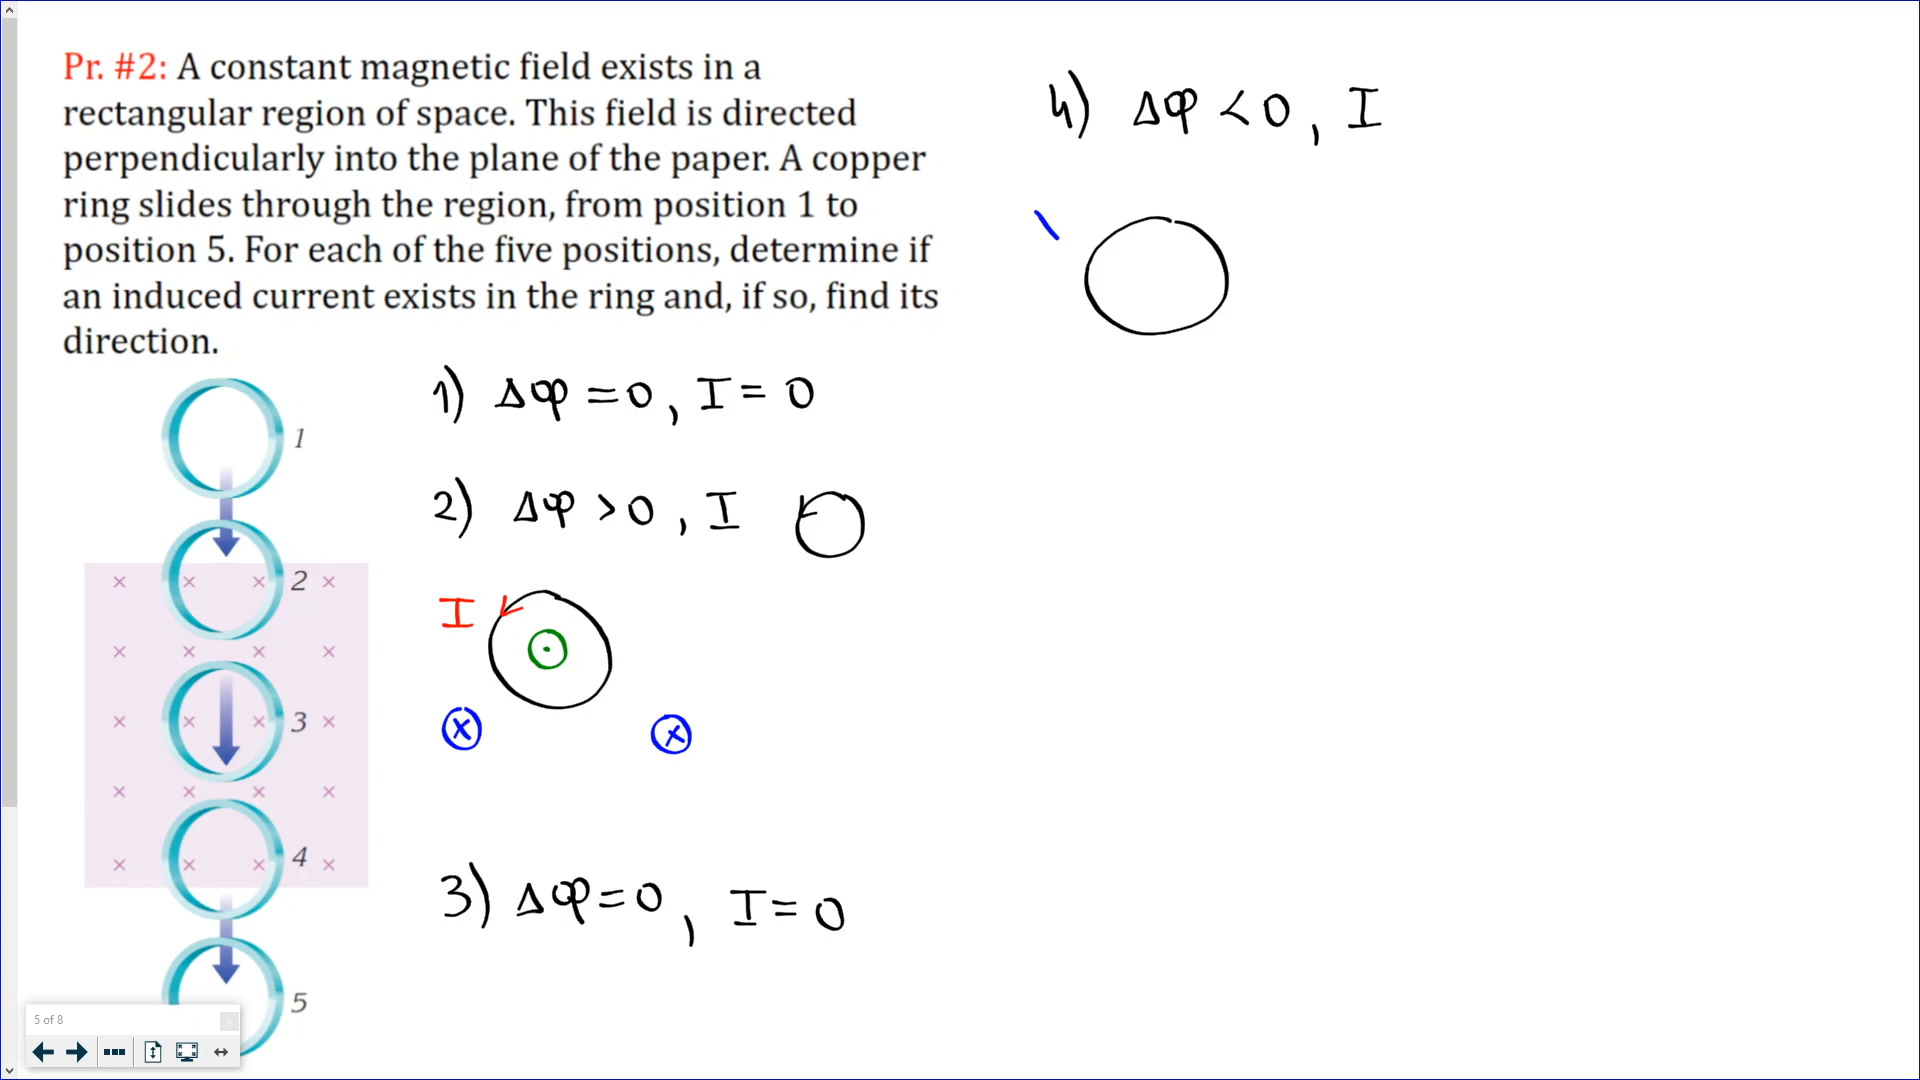 Pr. #2: A constant magnetic field exists in a
rectangular region of space. This field is directed
perpendicularly into the plane of the paper. A copper
ring slides through the region, from position 1 to
position 5. For each of the five positions, determine if
an induced current exists in the ring and, if so, find its
direction.
1
2
3
4
5
× × × ×
× × × ×
× × × ×
× × × ×
× × × ×
1) Δφ = 0, I = 0
2) Δφ > 0, I
I
x x
3) Δφ = 0, I = 0
4) Δφ < 0, I
5 of 8